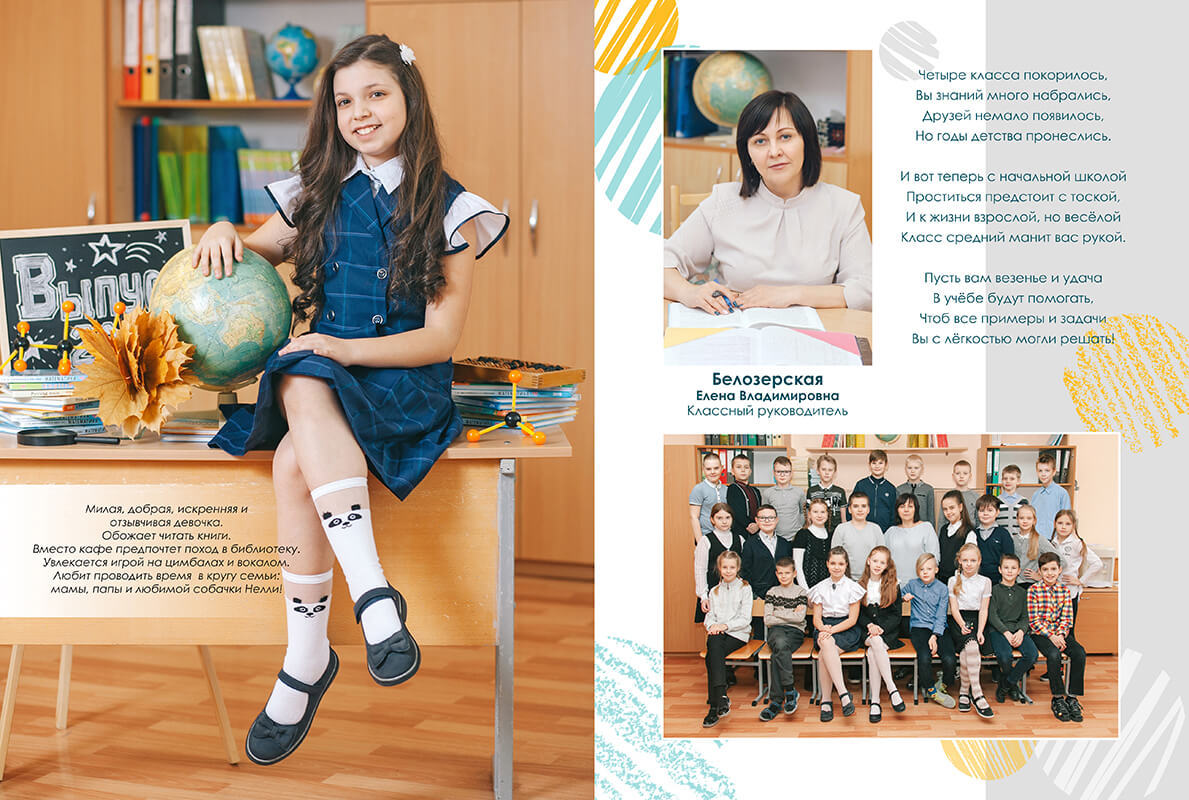 Выпус
МАТЕМАТИКА
Милая, добрая, искренняя и
отзывчивая девочка.
Обожает читать книги.
Вместо кафе предпочтет поход в библиотеку.
Увлекается игрой на цимбалах и вокалом.
Любит проводить время в кругу семьи:
мамы, папы и любимой собачки Нелли!
Четыре класса покорилось,
Вы знаний много набрались,
Друзей немало появилось,
Но годы детства пронеслись.
И вот теперь с начальной школой
Проститься предстоит с тоской,
И к жизни взрослой, но весёлой
Класс средний манит вас рукой.
Пусть вам везенье и удача
В учёбе будут помогать,
Чтоб все примеры и задачи
Вы с лёгкостью могли решать!
Белозерская
Елена Владимировна
Классный руководитель